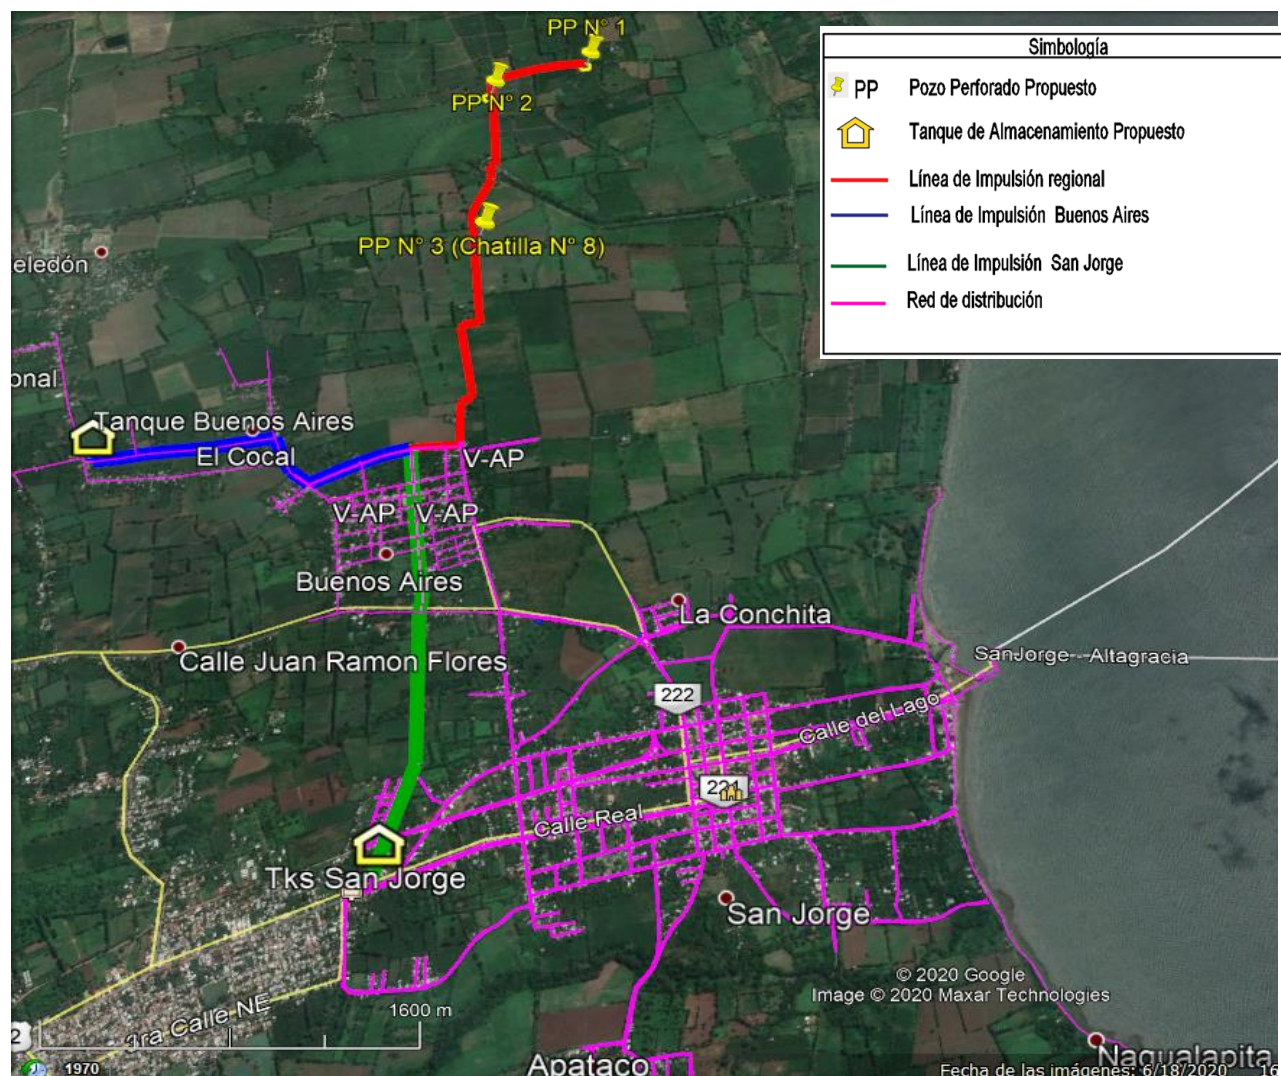 PP N° 1
PP N° 2
PP N° 3 (Chatilla N° 8)
Simbología
PP Pozo Perforado Propuesto
Tanque de Almacenamiento Propuesto
Línea de Impulsión regional
Línea de Impulsión Buenos Aires
Línea de Impulsión San Jorge
Red de distribución
eledón
onal
Tanque Buenos Aires
El Cocal
V-AP
V-AP V-AP
Buenos Aires
La Conchita
Calle Juan Ramon Flores
SanJorge - Altagracia
222
Calle del Lago
221
Calle Real
Tks San Jorge
San Jorge
© 2020 Google
Image © 2020 Maxar Technologies
1600 m
1ra Calle NE
2
Apataco
Nagualapita
1970
Fecha de las imágenes: 6/18/2020 16